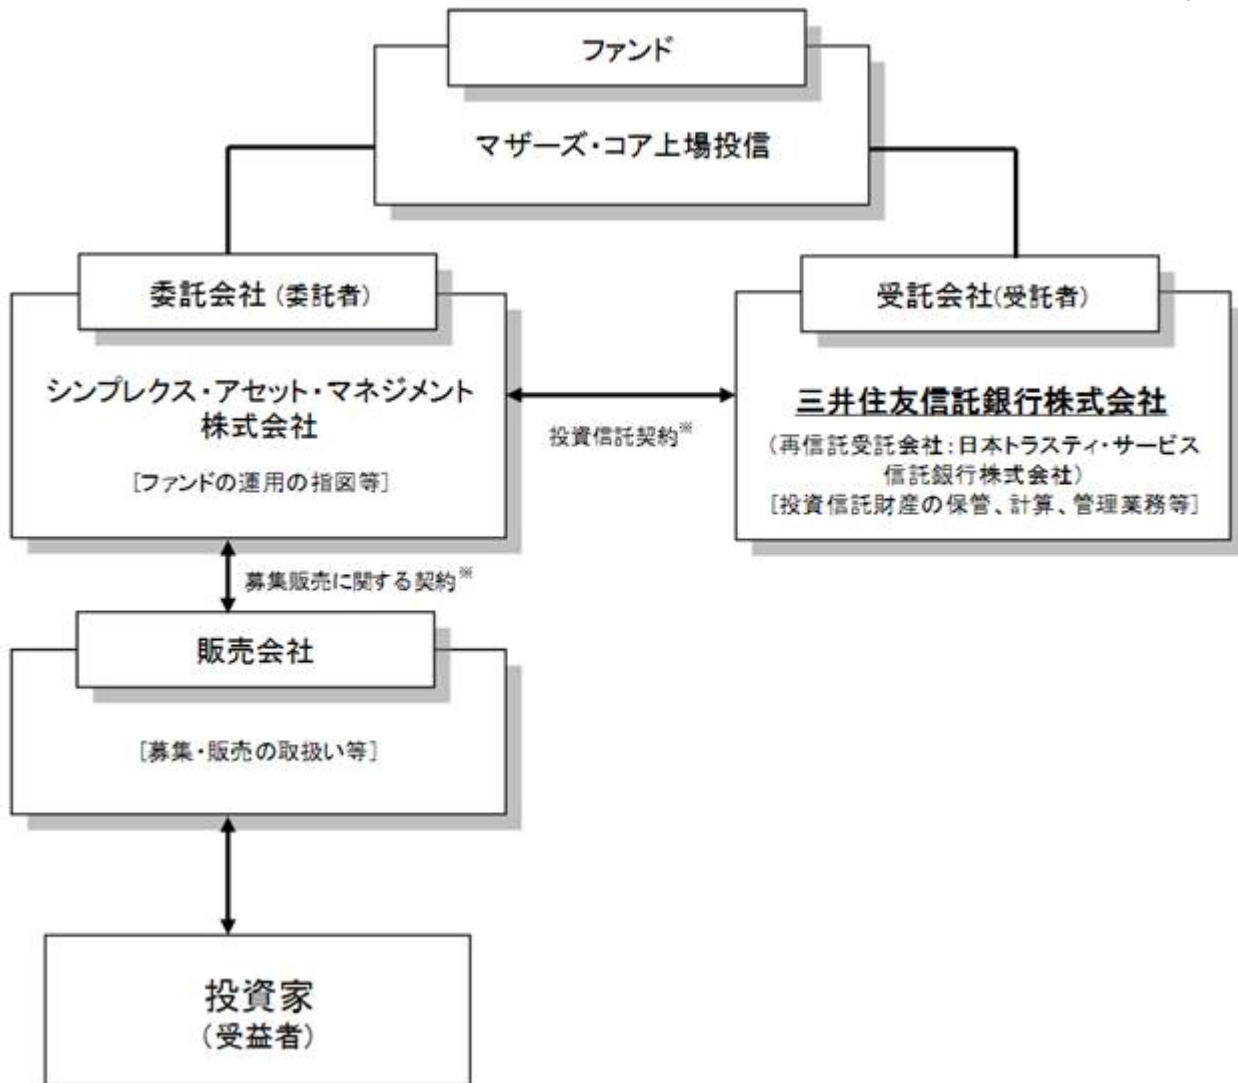 ファンド
マザーズ・コア上場投信
委託会社(委託者)
シンプレクス・アセット・マネジメント
株式会社
[ファンドの運用の指図等]
投資信託契約※
受託会社(受託者)
三井住友信託銀行株式会社
(再信託受託会社:日本トラスティ・サービス
信託銀行株式会社)
[投資信託財産の保管、計算、管理業務等]
募集販売に関する契約※
販売会社
[募集・販売の取扱い等]
投資家
(受益者)